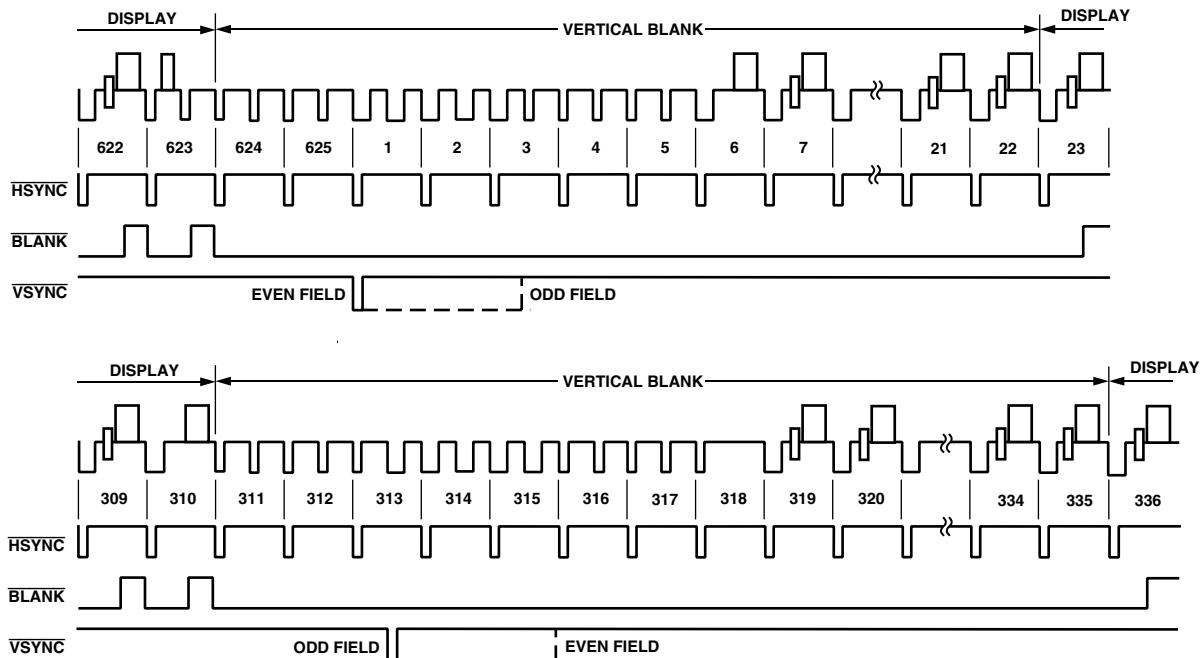 DISPLAY VERTICAL BLANK DISPLAY
622 623 624 625 1 2 3 4 5 6 7 21 22 23
HSYNC
BLANK
VSYNC EVEN FIELD ODD FIELD
DISPLAY VERTICAL BLANK DISPLAY
309 310 311 312 313 314 315 316 317 318 319 320 334 335 336
HSYNC
BLANK
VSYNC ODD FIELD EVEN FIELD